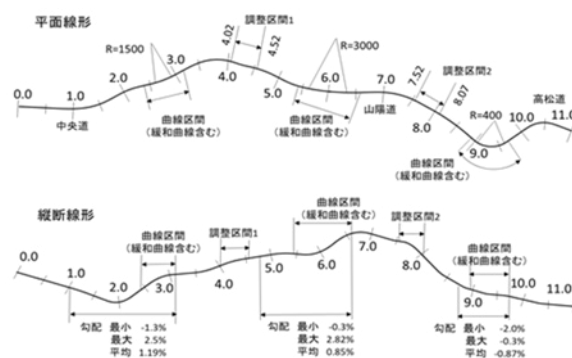 平面線形
R=1500
4.02
調整区間1
4.52
R=3000
3.0
2.0
4.0
6.0
7.0
7.52
調整区間2
8.07
高松道
0.0
1.0
5.0
8.0
R=400
10.0
11.0
中央道
山陽道
9.0
曲線区間
(緩和曲線含む)
曲線区間
(緩和曲線含む)
曲線区間
(緩和曲線含む)
縦断線形
曲線区間
(緩和曲線含む)
調整区間1
曲線区間
(緩和曲線含む)
調整区間2
曲線区間
(緩和曲線含む)
0.0
1.0
2.0
3.0
4.0
5.0
6.0
7.0
8.0
9.0
10.0
11.0
勾配 最小 -1.3%
最大 2.5%
平均 1.19%
勾配 最小 -0.3%
最大 2.82%
平均 0.85%
勾配 最小 -2.0%
最大 -0.3%
平均 -0.87%